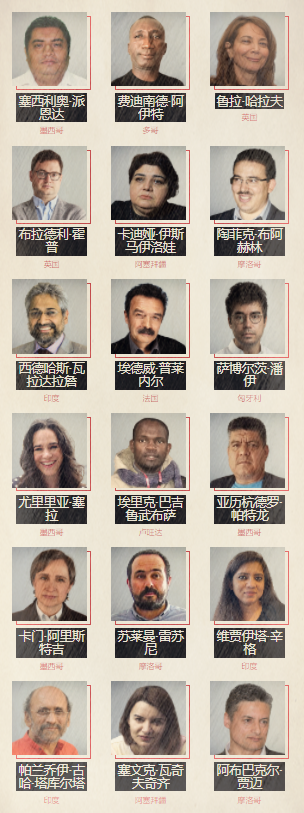 塞西利奥·派
恩达
墨西哥
费迪南德·阿
伊特
多哥
鲁拉·哈拉夫
英国
布拉德利·霍
普
英国
卡迪娅·伊斯
马伊洛娃
阿塞拜疆
陶菲克·布阿
赫林
摩洛哥
西德哈斯·瓦
拉达拉詹
印度
埃德威·普莱
内尔
法国
萨博尔茨·潘
伊
匈牙利
尤里里亚·塞
拉
墨西哥
埃里克·巴吉
鲁武布萨
卢旺达
亚历杭德罗·
帕特龙
墨西哥
卡门·阿里斯
特吉
墨西哥
苏莱曼·雷苏
尼
摩洛哥
维贾伊塔·辛
格
印度
帕兰乔伊·古
哈·塔库尔塔
印度
塞文克·瓦奇
夫奇齐
阿塞拜疆
阿布巴克尔·
贾迈
摩洛哥